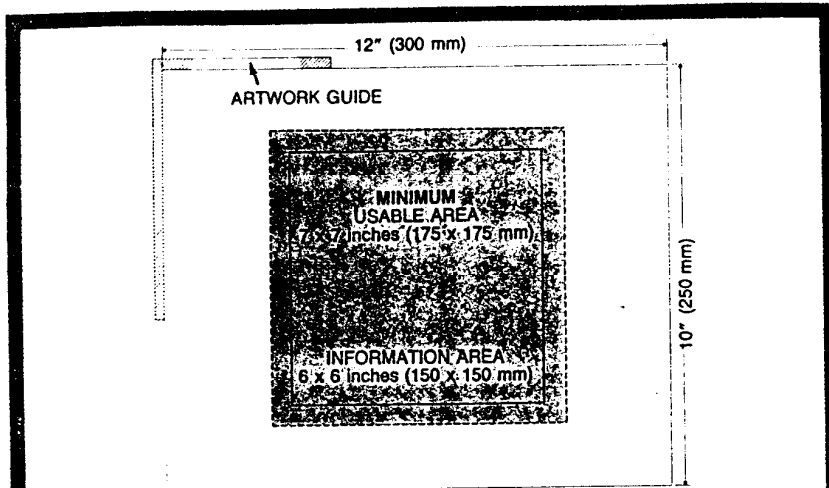 12" (300 mm)
ARTWORK GUIDE
MINIMUM
USABLE AREA
7 x 7 inches (175 x 175 mm)
10" (250 mm)
INFORMATION AREA
6 x 6 inches (150 x 150 mm)